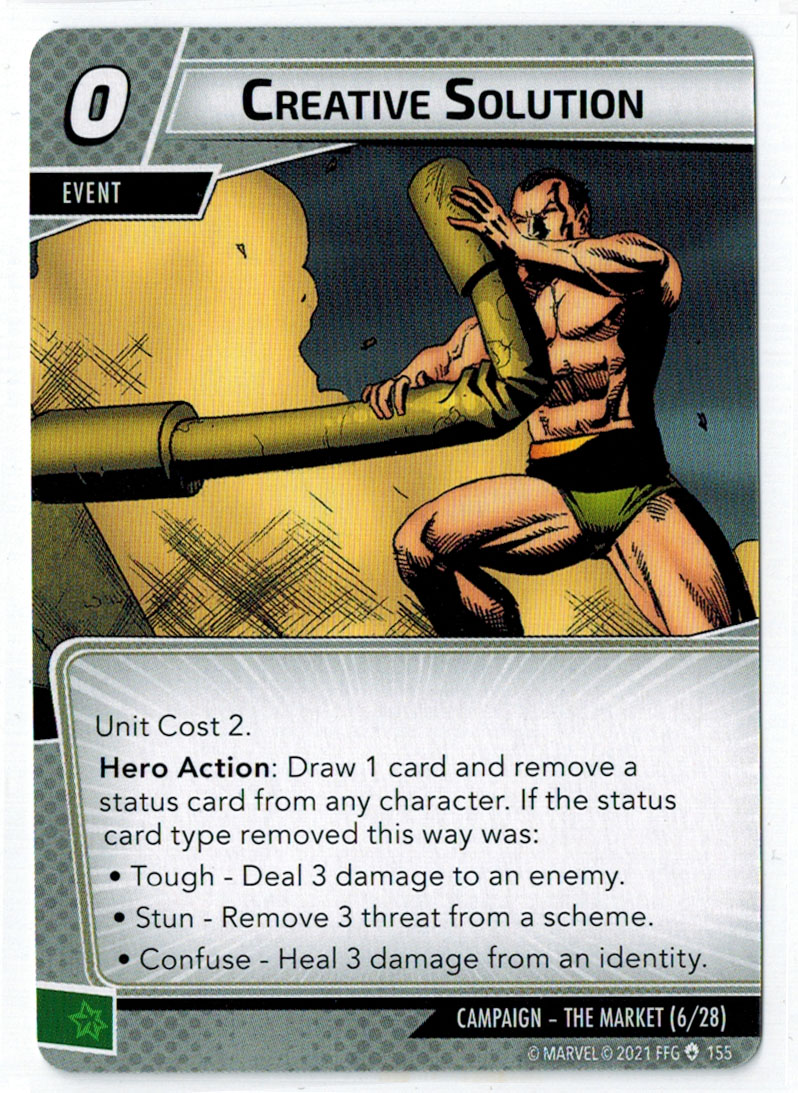 0
CREATIVE SOLUTION
EVENT
Unit Cost 2.
Hero Action: Draw 1 card and remove a
status card from any character. If the status
card type removed this way was:
• Tough - Deal 3 damage to an enemy.
• Stun - Remove 3 threat from a scheme.
• Confuse - Heal 3 damage from an identity.
CAMPAIGN – THE MARKET (6/28)
© MARVEL © 2021 FFG 155